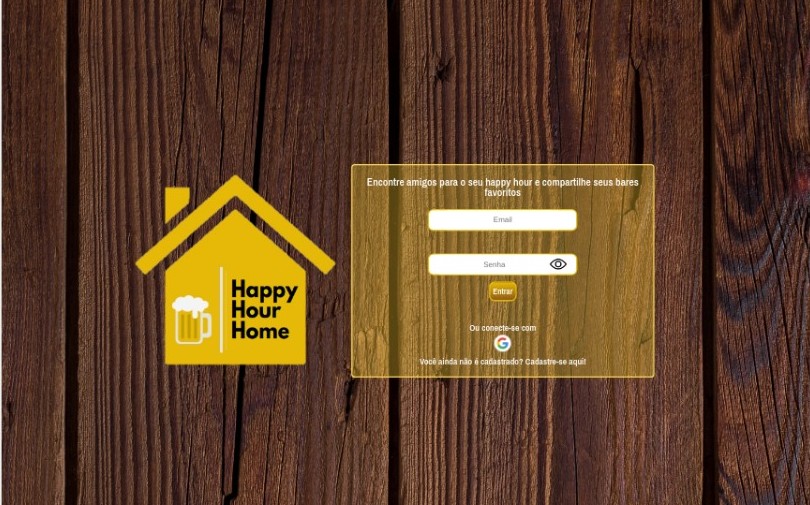 Happy
Hour
Home
Encontre amigos para o seu happy hour e compartilhe seus bares
favoritos
Email
Senha
Entrar
Ou conecte-se com
G
Você ainda não é cadastrado? Cadastre-se aqui!